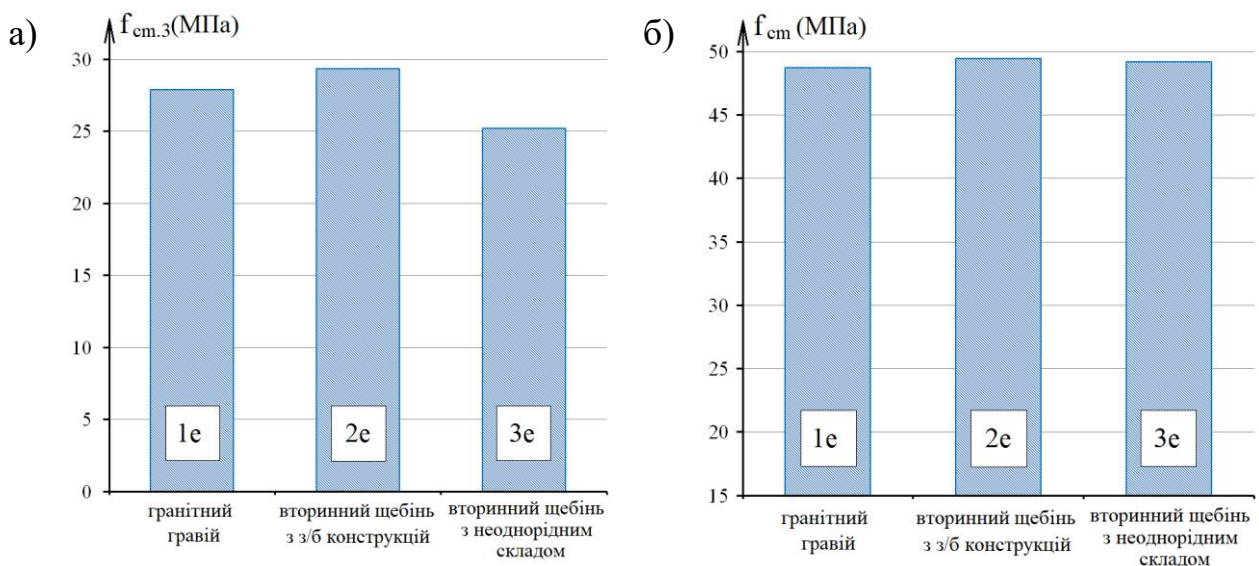 а)
f cm.3(МПа)
30
25
20
15
10
5
0
1е
2е
3е
гранітний
гравій
вторинний щебінь
з з/б конструкцій
вторинний щебінь
з неоднорідним
складом
б)
f cm (МПа)
50
45
40
35
30
25
20
15
1е
2е
3е
гранітний
гравій
вторинний щебінь
з з/б конструкцій
вторинний щебінь
з неоднорідним
складом